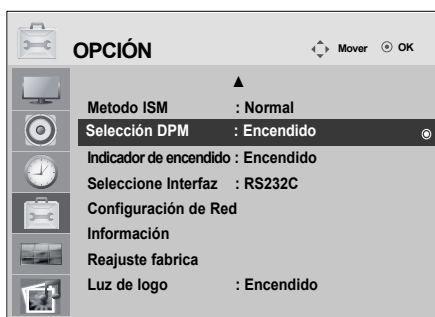 OPCIÓN
Mover
OK
Metodo ISM : Normal
Selección DPM : Encendido
Indicador de encendido : Encendido
Seleccione Interfaz : RS232C
Configuración de Red
Información
Reajuste fabrica
Luz de logo : Encendido